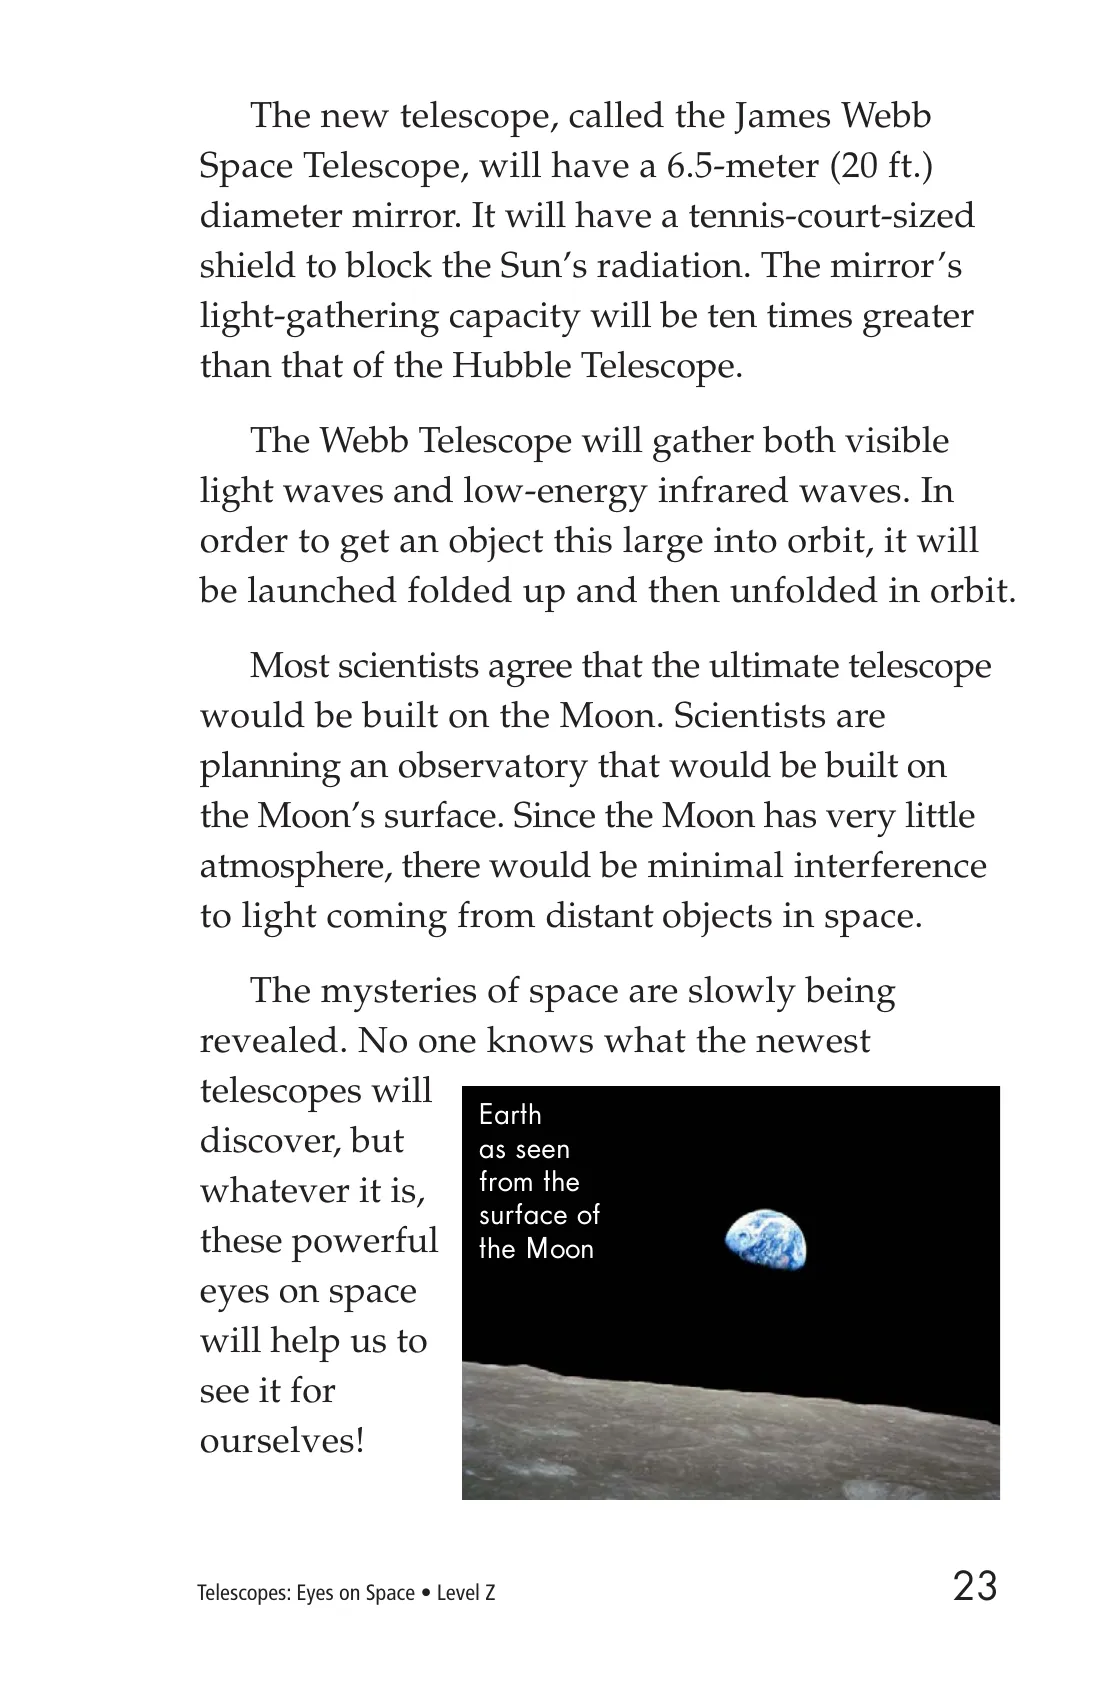 The new telescope, called the James Webb
Space Telescope, will have a 6.5-meter (20 ft.)
diameter mirror. It will have a tennis-court-sized
shield to block the Sun’s radiation. The mirror’s
light-gathering capacity will be ten times greater
than that of the Hubble Telescope.
The Webb Telescope will gather both visible
light waves and low-energy infrared waves. In
order to get an object this large into orbit, it will
be launched folded up and then unfolded in orbit.
Most scientists agree that the ultimate telescope
would be built on the Moon. Scientists are
planning an observatory that would be built on
the Moon’s surface. Since the Moon has very little
atmosphere, there would be minimal interference
to light coming from distant objects in space.
The mysteries of space are slowly being
revealed. No one knows what the newest
telescopes will
discover, but
whatever it is,
these powerful
eyes on space
will help us to
see it for
ourselves!
Earth
as seen
from the
surface of
the Moon
Telescopes: Eyes on Space • Level Z
23